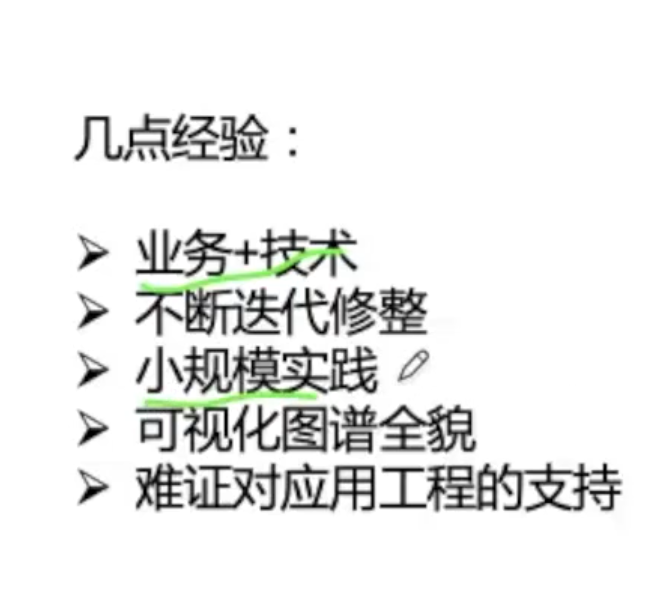 几点经验：
➢ 业务+技术
➢ 不断迭代修整
➢ 小规模实践
➢ 可视化图谱全貌
➢ 难证对应用工程的支持